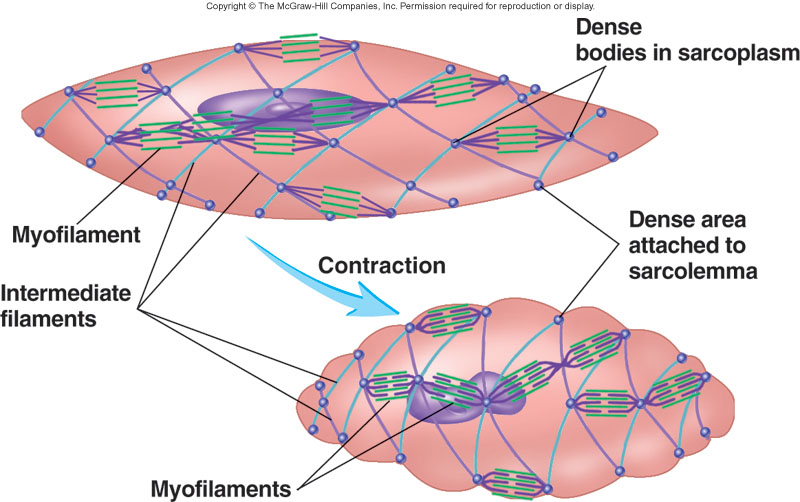 Copyright © The McGraw-Hill Companies, Inc. Permission required for reproduction or display.
Dense
bodies in sarcoplasm
Myofilament
Dense area
attached to
sarcolemma
Contraction
Intermediate
filaments
Myofilaments